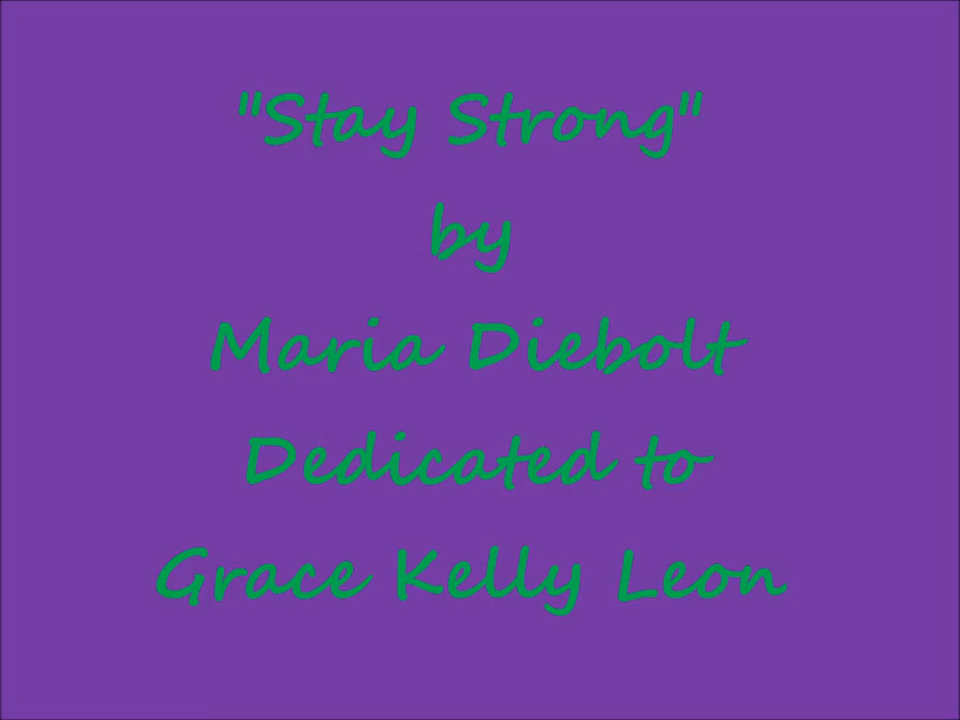 "Stay Strong"
by
Maria Diebolt
Dedicated to
Grace Kelly Leon